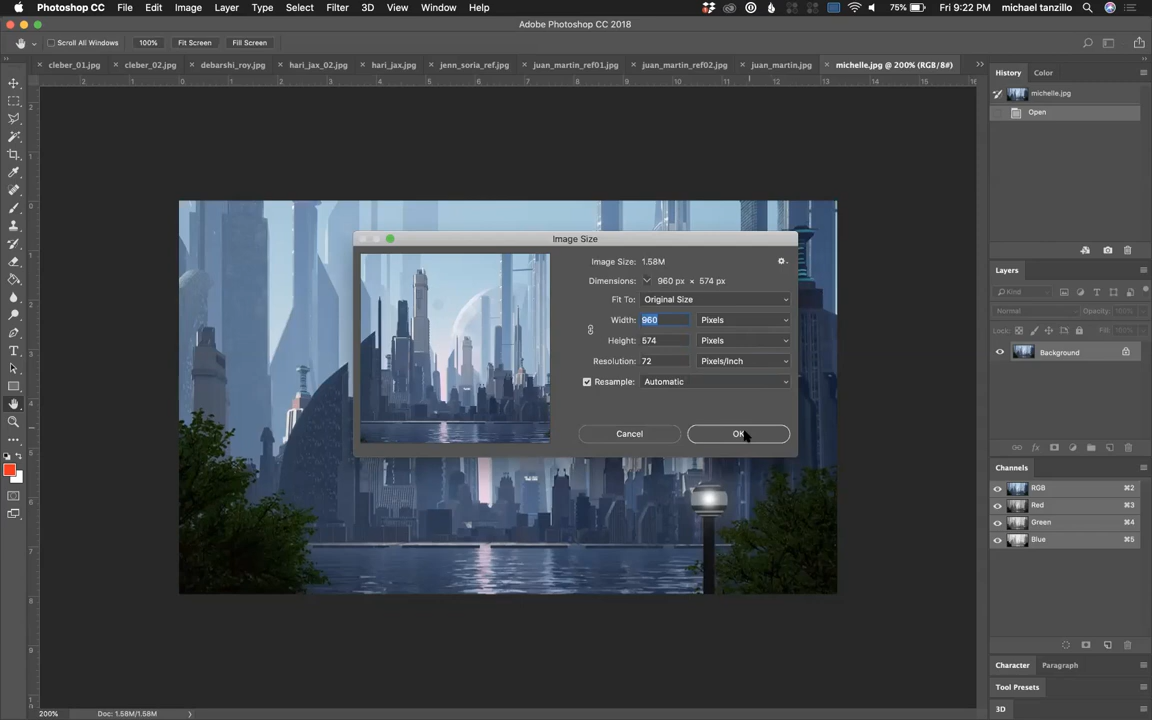 Photoshop CC File Edit Image Layer Type Select Filter 3D View Window Help 75% Fri 9:22 PM michael tanzillo
Adobe Photoshop CC 2018
Scroll All Windows 100% Fit Screen Fill Screen
cleber_01.jpg cleber_02.jpg debarshi_roy.jpg hari_jax_02.jpg hari_jax.jpg jenn_soria_ref.jpg juan_martin_ref01.jpg juan_martin_ref02.jpg juan_martin.jpg michelle.jpg @ 200% (RGB/8#)
History Color
michelle.jpg
Open
Image Size
Image Size: 1.58M
Dimensions: 960 px × 574 px
Fit To: Original Size
Width: 960 Pixels
Height: 574 Pixels
Resolution: 72 Pixels/Inch
Resample: Automatic
Cancel OK
Layers
Kind
Normal Opacity: 100%
Lock: Fill: 100%
Background
Channels
RGB ⌘2
Red ⌘3
Green ⌘4
Blue ⌘5
Character Paragraph
Tool Presets
3D
200% Doc: 1.58M/1.58M